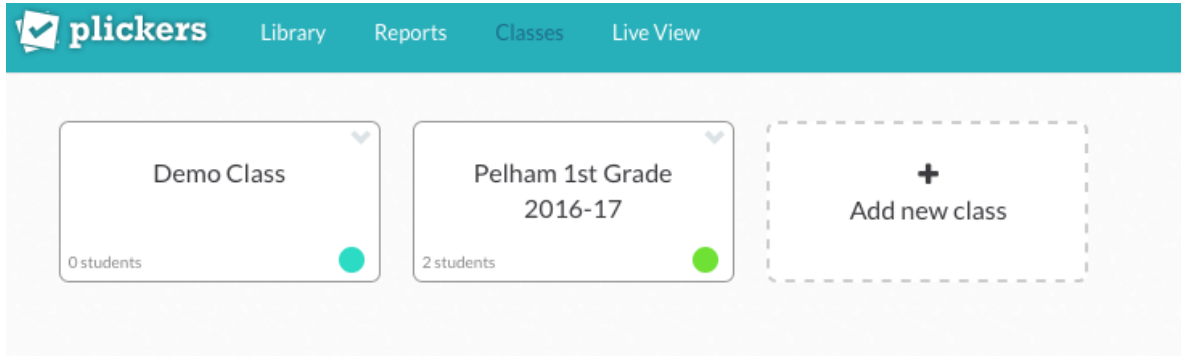 plickers Library Reports Classes Live View
Demo Class
0 students
Pelham 1st Grade
2016-17
2 students
+
Add new class